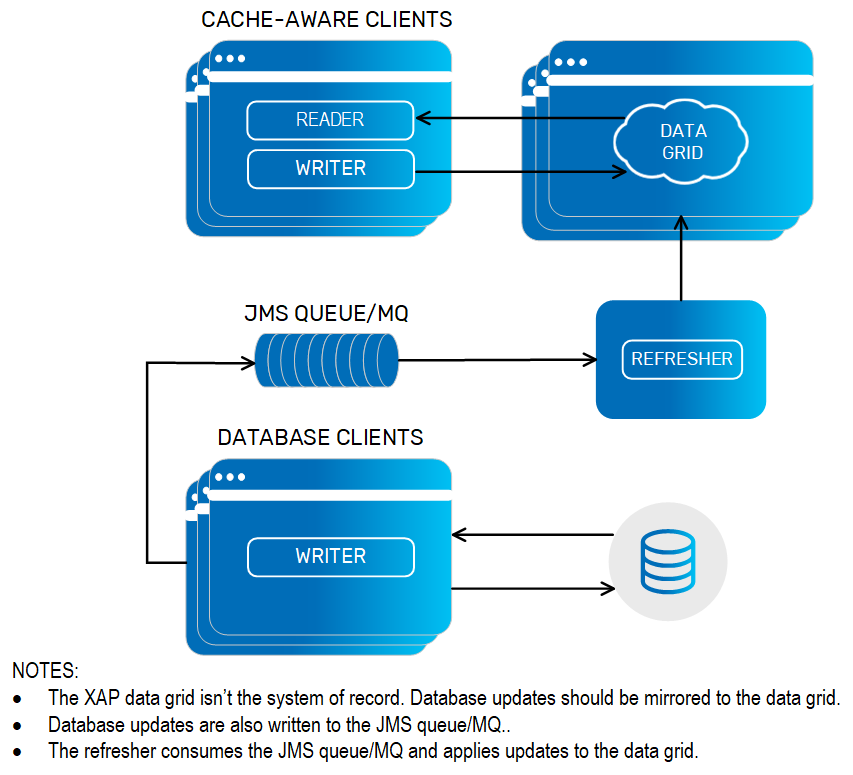 CACHE-AWARE CLIENTS
READER
WRITER
DATA
GRID
JMS QUEUE/MQ
REFRESHER
DATABASE CLIENTS
WRITER
NOTES:
• The XAP data grid isn’t the system of record. Database updates should be mirrored to the data grid.
• Database updates are also written to the JMS queue/MQ..
• The refresher consumes the JMS queue/MQ and applies updates to the data grid.